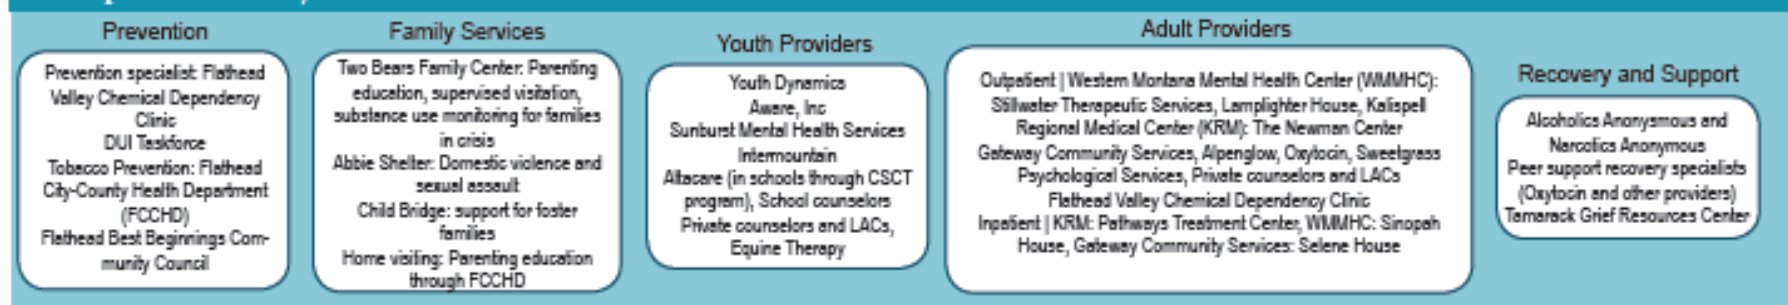 Prevention
Prevention specialist: Flathead
Valley Chemical Dependency
Clinic
DUI Taskforce
Tobacco Prevention: Flathead
City-County Health Department
(FCCHD)
Flathead Best Beginnings Com-
munity Council
Family Services
Two Bears Family Center: Parenting
education, supervised visitation,
substance use monitoring for families
in crisis
Abbie Shelter: Domestic violence and
sexual assault
Child Bridge: support for foster
families
Home visiting: Parenting education
through FCCHD
Youth Providers
Youth Dynamics
Aware, Inc
Sunburst Mental Health Services
Intermountain
Altacare (in schools through CSCT
program), School counselors
Private counselors and LACs,
Equine Therapy
Adult Providers
Outpatient | Western Montana Mental Health Center (WMMHC):
Stillwater Therapeutic Services, Lamplighter House, Kalispell
Regional Medical Center (KRM): The Newman Center
Gateway Community Services, Alpenglow, Oxytocin, Sweetgrass
Psychological Services, Private counselors and LACs
Flathead Valley Chemical Dependency Clinic
Inpatient | KRM: Pathways Treatment Center, WMMHC: Sinopah
House, Gateway Community Services: Selene House
Recovery and Support
Alcoholics Anonysmous and
Narcotics Anonymous
Peer support recovery specialists
(Oxytocin and other providers)
Tamarack Grief Resources Center